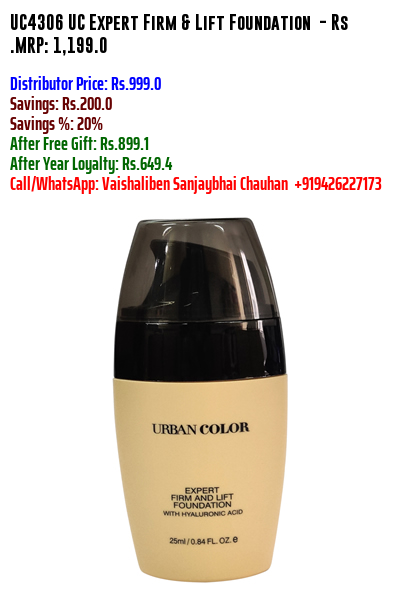 UC4306 UC Expert Firm & Lift Foundation - Rs
.MRP: 1,199.0
Distributor Price: Rs.999.0
Savings: Rs.200.0
Savings %: 20%
After Free Gift: Rs.899.1
After Year Loyalty: Rs.649.4
Call/WhatsApp: Vaishaliben Sanjaybhai Chauhan +919426227173
URBAN COLOR
EXPERT
FIRM AND LIFT
FOUNDATION
WITH HYALURONIC ACID
25ml / 0.84 FL. OZ. e